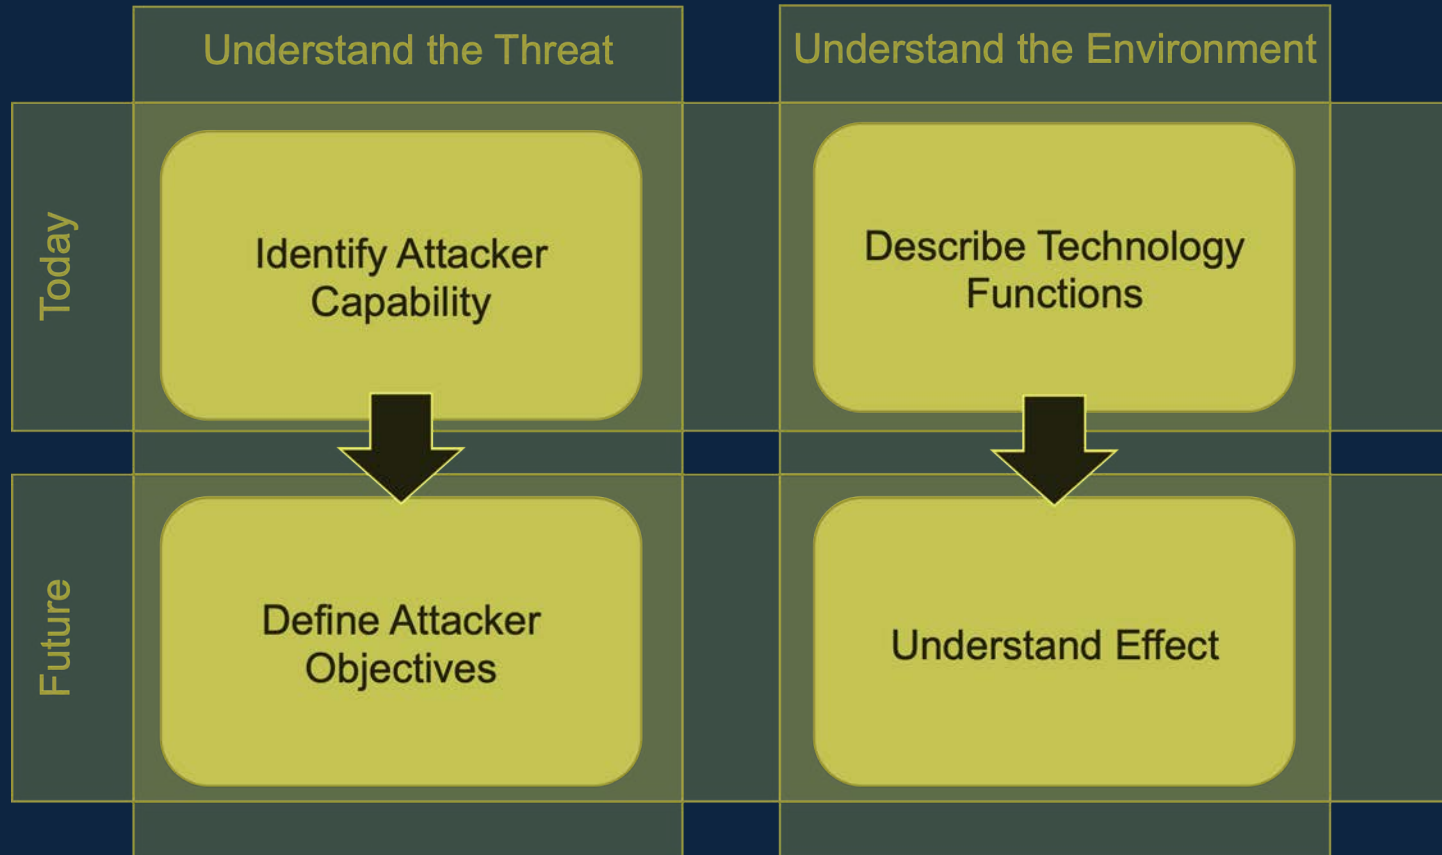 Understand the Threat
Understand the Environment
Today
Identify Attacker
Capability
Describe Technology
Functions
Future
Define Attacker
Objectives
Understand Effect